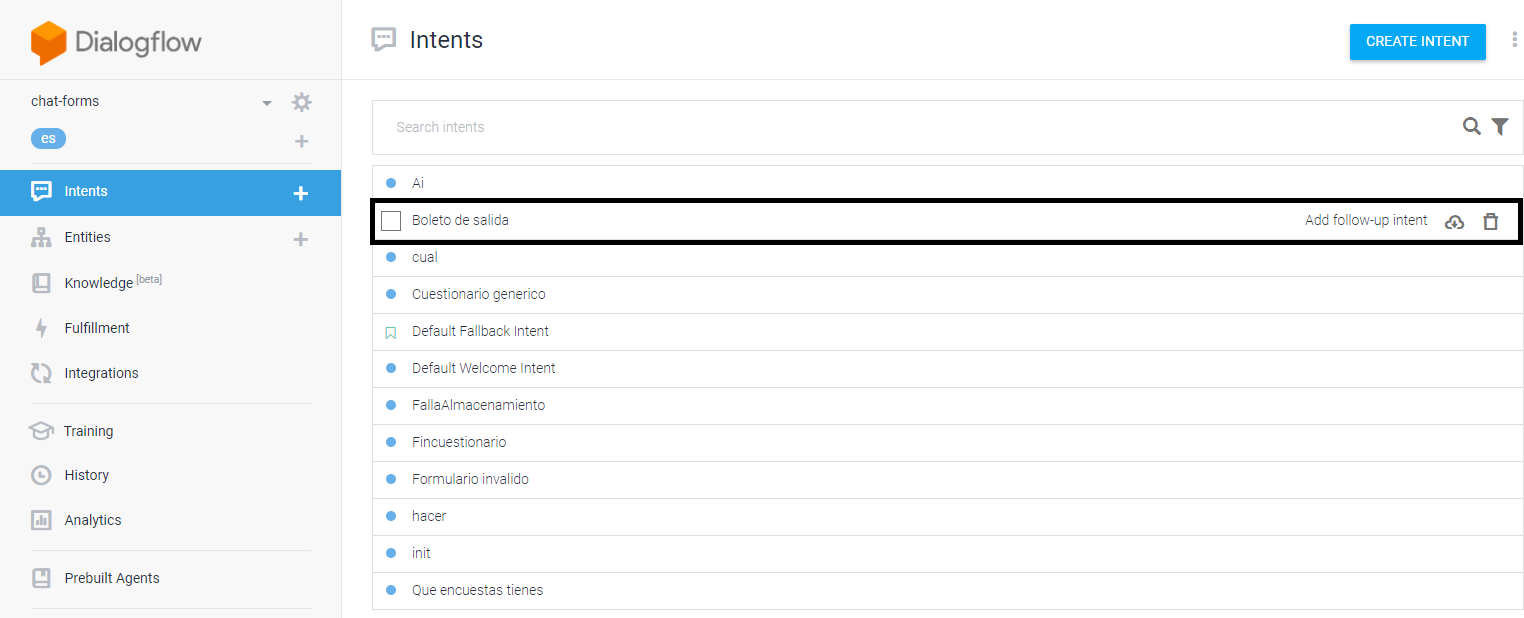 Dialogflow
chat-forms
es
Intents
Entities
Knowledge [beta]
Fulfillment
Integrations
Training
History
Analytics
Prebuilt Agents
Intents
CREATE INTENT
Search intents
Ai
Boleto de salida Add follow-up intent
cual
Cuestionario generico
Default Fallback Intent
Default Welcome Intent
FallaAlmacenamiento
Fincuestionario
Formulario invalido
hacer
init
Que encuestas tienes